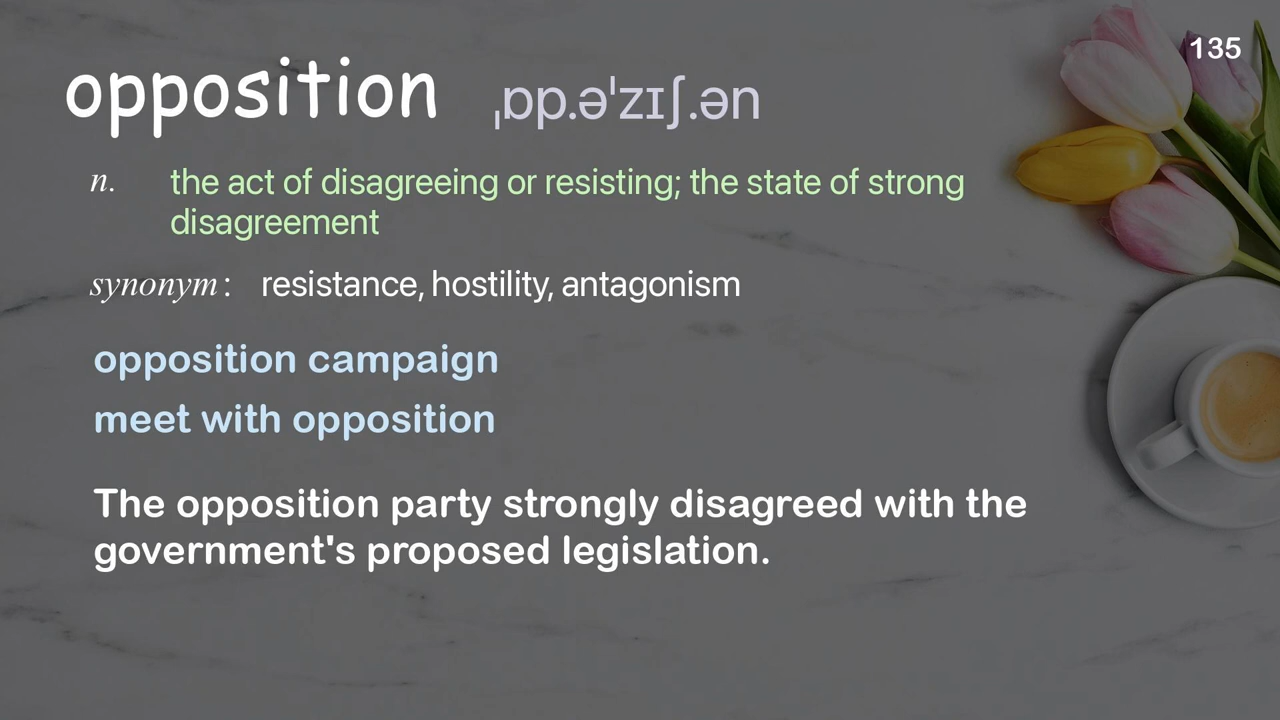 135
opposition ˌɒp.əˈzɪʃ.ən
n. the act of disagreeing or resisting; the state of strong
disagreement
synonym: resistance, hostility, antagonism
opposition campaign
meet with opposition
The opposition party strongly disagreed with the
government's proposed legislation.